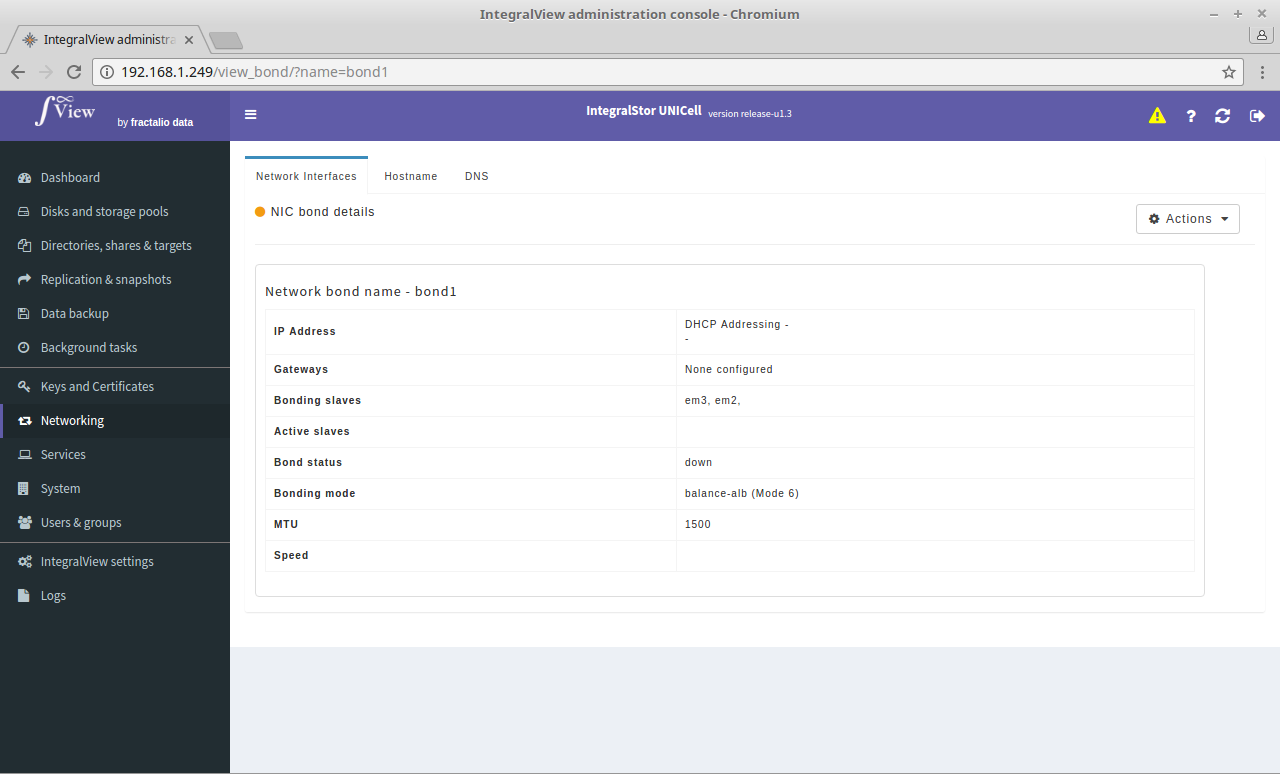 IntegralView administration console - Chromium
IntegralView administra
192.168.1.249/view_bond/?name=bond1
∫∞View by fractalio data
IntegralStor UNICell version release-u1.3
Dashboard
Disks and storage pools
Directories, shares & targets
Replication & snapshots
Data backup
Background tasks
Keys and Certificates
Networking
Services
System
Users & groups
IntegralView settings
Logs
Network Interfaces Hostname DNS
NIC bond details
Actions
Network bond name - bond1
IP Address DHCP Addressing -
-
Gateways None configured
Bonding slaves em3, em2,
Active slaves
Bond status down
Bonding mode balance-alb (Mode 6)
MTU 1500
Speed